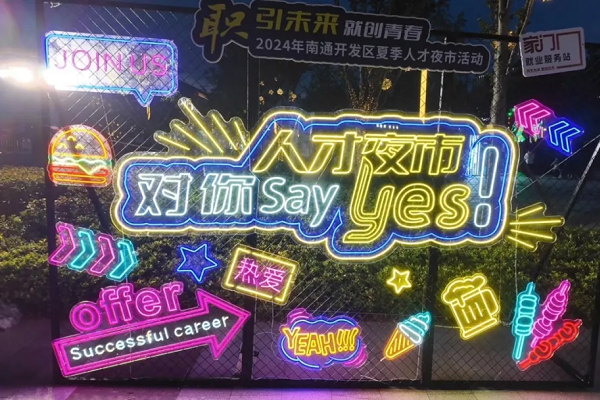 职引未来 就创青春
2024年南通开发区夏季人才夜市活动
家门口
就业服务站
JOIN US
人才夜市
对你say yes!
热爱
offer
Successful career
YEAH!!!